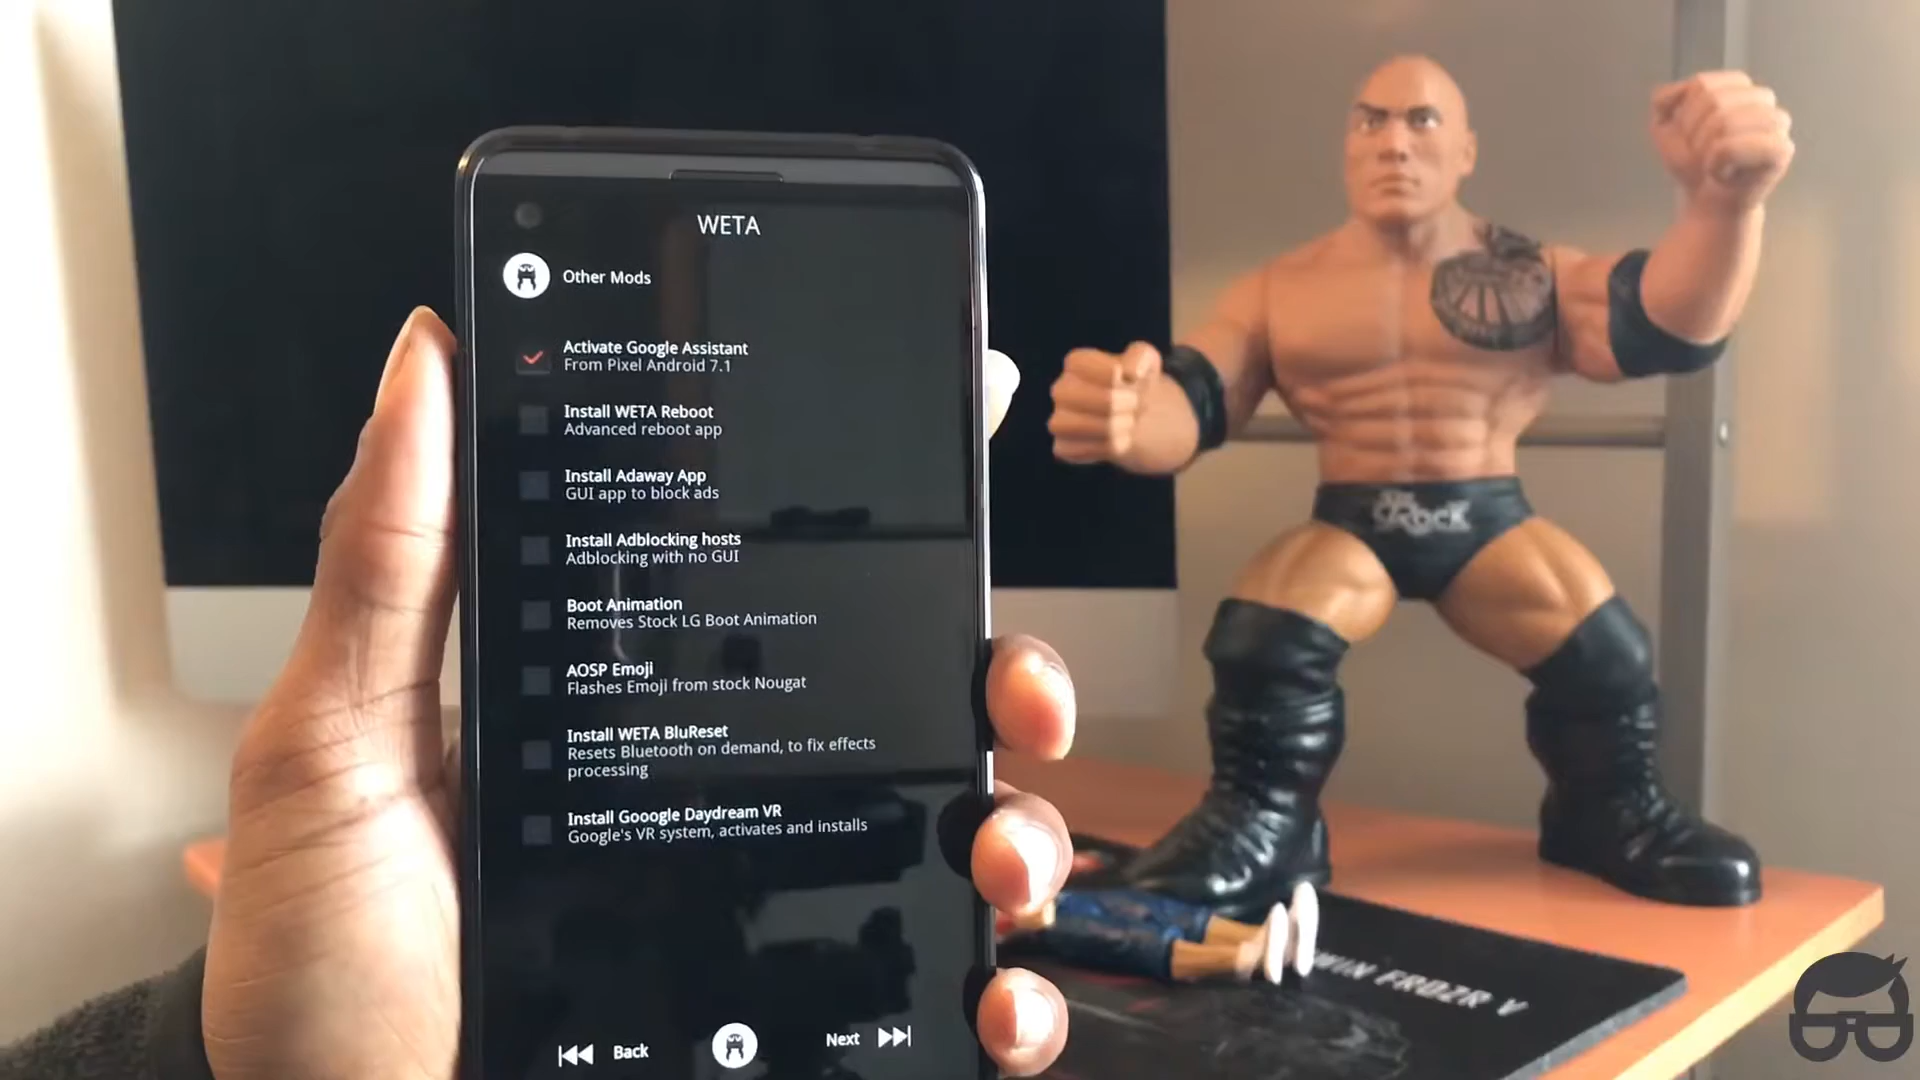 WETA
Other Mods
Activate Google Assistant
From Pixel Android 7.1
Install WETA Reboot
Advanced reboot app
Install Adaway App
GUI app to block ads
Install Adblocking hosts
Adblocking with no GUI
Boot Animation
Removes Stock LG Boot Animation
AOSP Emoji
Flashes Emoji from stock Nougat
Install WETA BluReset
Resets Bluetooth on demand, to fix effects
processing
Install Gooogle Daydream VR
Google's VR system, activates and installs
Back
Next
Rock
FROZR V